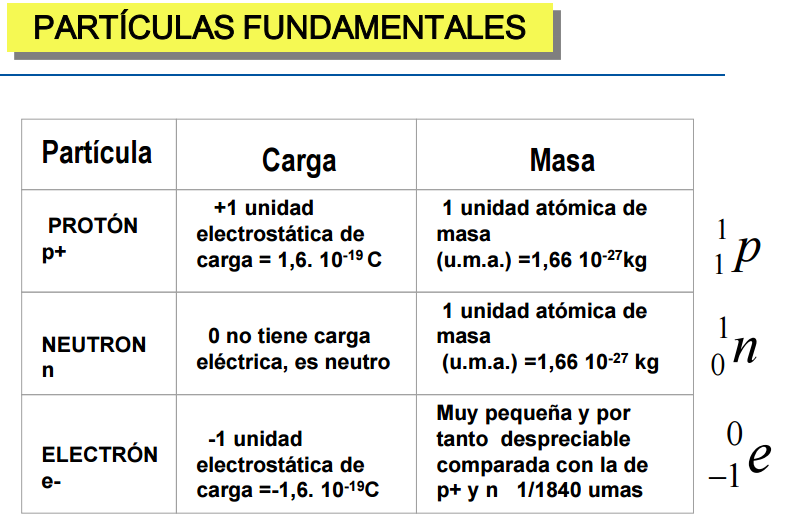 PARTÍCULAS FUNDAMENTALES
Partícula
Carga
Masa
PROTÓN
p+
+1 unidad
electrostática de
carga = 1,6. 10⁻¹⁹ C
1 unidad atómica de
masa
(u.m.a.) =1,66 10⁻²⁷kg
1
1 p
NEUTRON
n
0 no tiene carga
eléctrica, es neutro
1 unidad atómica de
masa
(u.m.a.) =1,66 10⁻²⁷ kg
1
0 n
ELECTRÓN
e-
-1 unidad
electrostática de
carga =-1,6. 10⁻¹⁹C
Muy pequeña y por
tanto despreciable
comparada con la de
p+ y n 1/1840 umas
0
−1 e